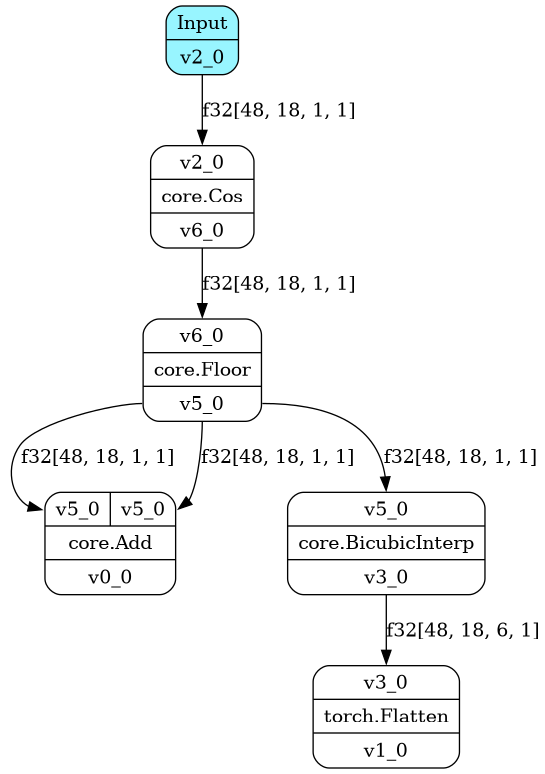 Input
v2_0
f32[48, 18, 1, 1]
v2_0
core.Cos
v6_0
f32[48, 18, 1, 1]
v6_0
core.Floor
v5_0
f32[48, 18, 1, 1]
f32[48, 18, 1, 1]
f32[48, 18, 1, 1]
v5_0 v5_0
core.Add
v0_0
v5_0
core.BicubicInterp
v3_0
f32[48, 18, 6, 1]
v3_0
torch.Flatten
v1_0